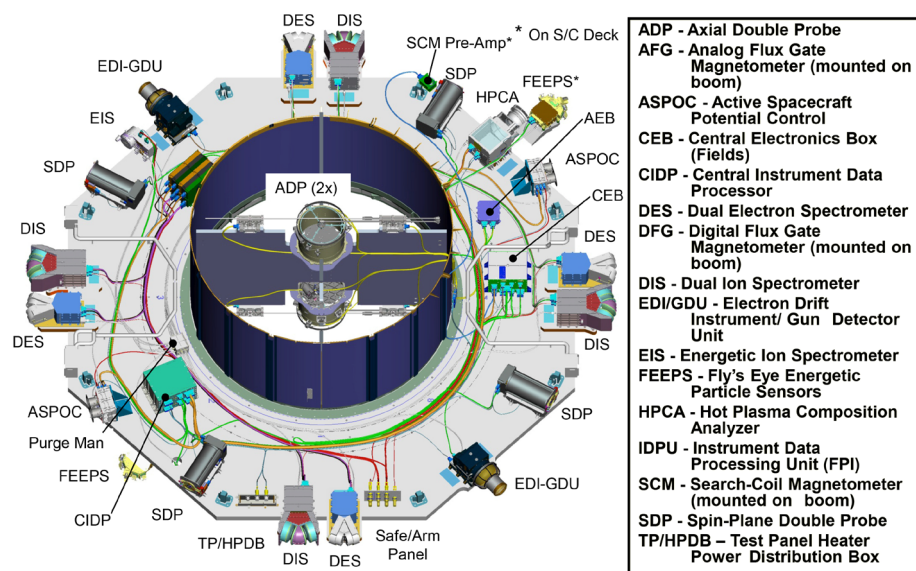 DES
DIS
SCM Pre-Amp*
* On S/C Deck
SDP
FEEPS*
HPCA
EDI-GDU
EIS
AEB
ASPOC
SDP
CEB
ADP (2x)
DIS
DES
DES
DIS
ASPOC
Purge Man
SDP
FEEPS
CIDP
SDP
EDI-GDU
TP/HPDB
DIS
DES
Safe/Arm
Panel
ADP - Axial Double Probe
AFG - Analog Flux Gate
Magnetometer (mounted on
boom)
ASPOC - Active Spacecraft
Potential Control
CEB - Central Electronics Box
(Fields)
CIDP - Central Instrument Data
Processor
DES - Dual Electron Spectrometer
DFG - Digital Flux Gate
Magnetometer (mounted on
boom)
DIS - Dual Ion Spectrometer
EDI/GDU - Electron Drift
Instrument/ Gun Detector
Unit
EIS - Energetic Ion Spectrometer
FEEPS - Fly's Eye Energetic
Particle Sensors
HPCA - Hot Plasma Composition
Analyzer
IDPU - Instrument Data
Processing Unit (FPI)
SCM - Search-Coil Magnetometer
(mounted on boom)
SDP - Spin-Plane Double Probe
TP/HPDB – Test Panel Heater
Power Distribution Box